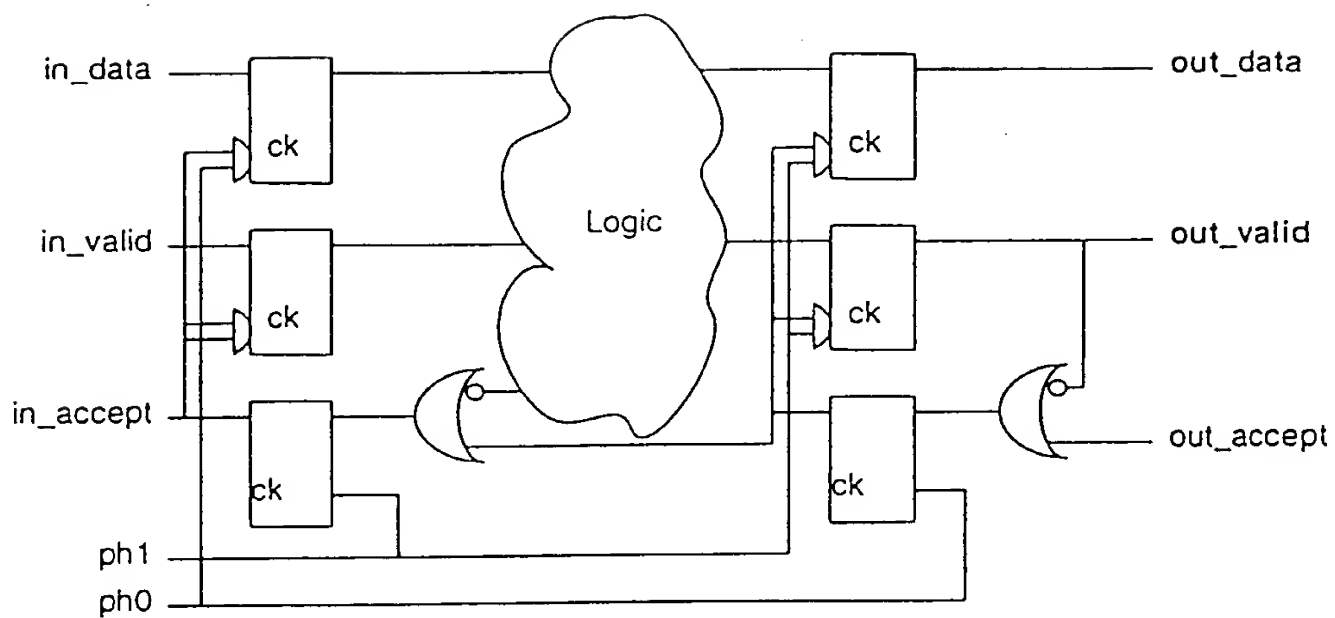 in_data
ck
ck
out_data
in_valid
ck
Logic
ck
out_valid
in_accept
ck
ck
out_accept
ph1
ph0